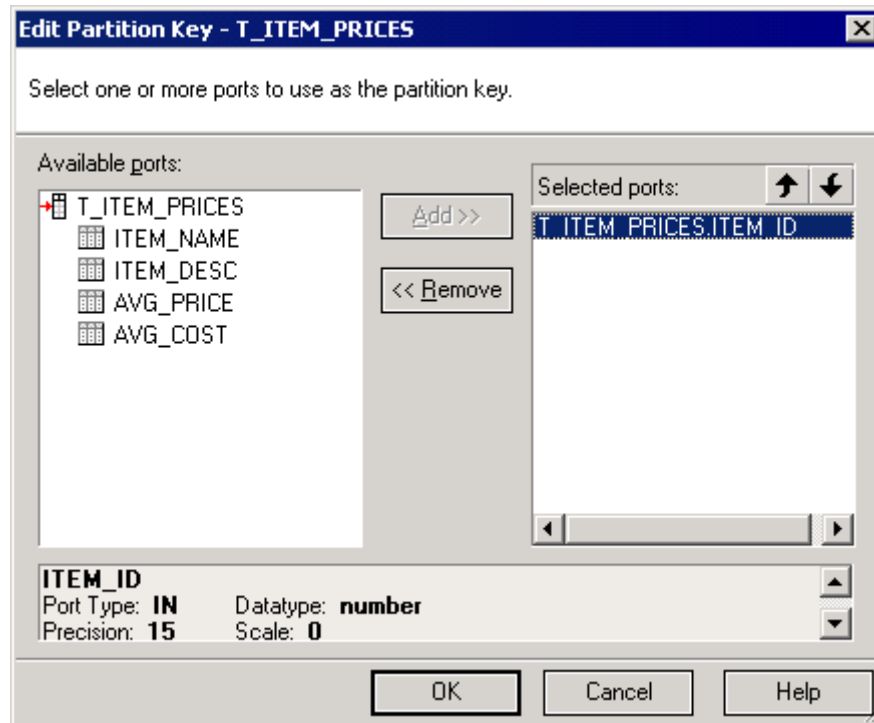 Edit Partition Key - T_ITEM_PRICES
Select one or more ports to use as the partition key.
Available ports:
T_ITEM_PRICES
ITEM_NAME
ITEM_DESC
AVG_PRICE
AVG_COST
Add >>
<< Remove
Selected ports:
T_ITEM_PRICES.ITEM_ID
ITEM_ID
Port Type: IN Datatype: number
Precision: 15 Scale: 0
OK Cancel Help